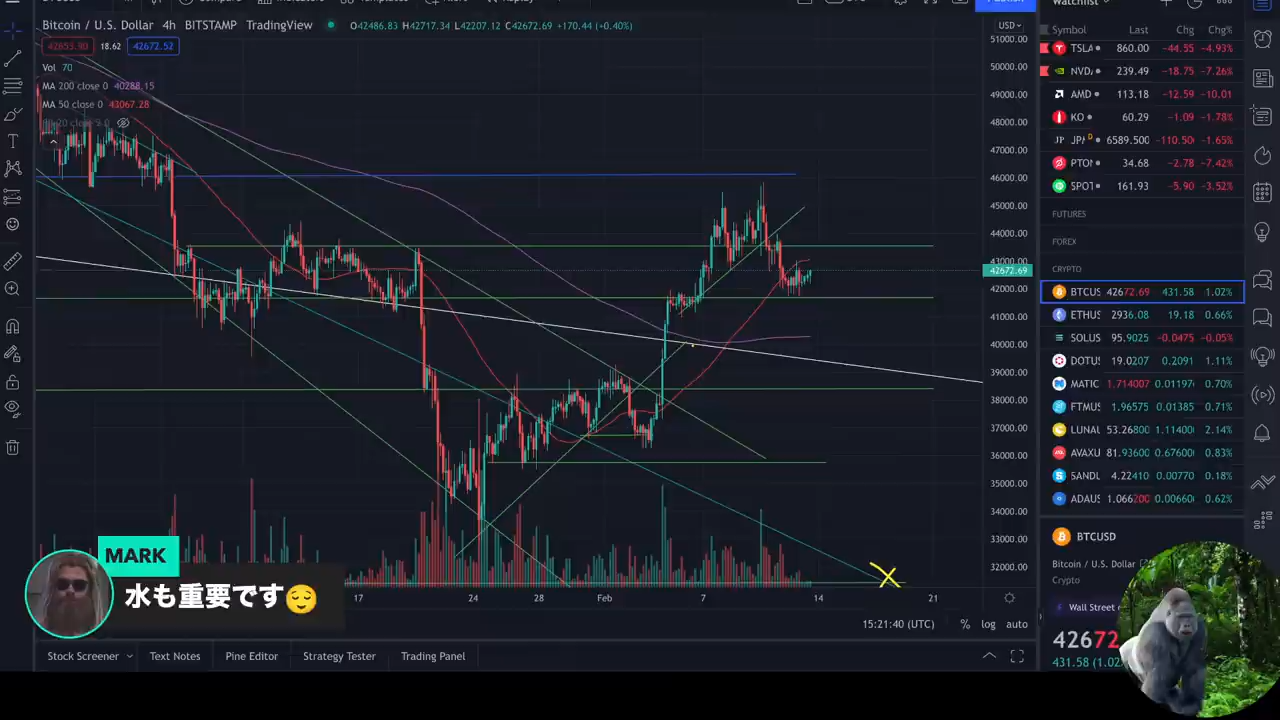 Bitcoin / U.S. Dollar 4h BITSTAMP TradingView O42486.83 H42717.34 L42207.12 C42672.69 +170.44 (+0.40%)
42653.90 18.62 42672.52
Vol 70
MA 200 close 0 40288.15
MA 50 close 0 43067.28
USD
51000.00
50000.00
49000.00
48000.00
47000.00
46000.00
45000.00
44000.00
43000.00
42672.69
42000.00
41000.00
40000.00
39000.00
38000.00
37000.00
36000.00
35000.00
34000.00
33000.00
32000.00
17 24 28 Feb 7 14 21
15:21:40 (UTC) % log auto
Stock Screener Text Notes Pine Editor Strategy Tester Trading Panel
MARK
水も重要です😌
Watchlist
Symbol Last Chg Chg%
TSLA 860.00 −44.55 −4.93%
NVD 239.49 −18.75 −7.26%
AMD 113.18 −12.59 −10.01
KO 60.29 −1.09 −1.78%
JPA D 6589.500 −110.50 −1.65%
PTON 34.68 −2.78 −7.42%
SPOT 161.93 −5.90 −3.52%
FUTURES
FOREX
CRYPTO
BTCUS 42672.69 431.58 1.02%
ETHUS 2936.08 19.18 0.66%
SOLUS 95.9025 −0.0475 −0.05%
DOTUS 19.0207 0.2091 1.11%
MATIC 1.714007 0.01197 0.70%
FTMUS 1.96575 0.01385 0.71%
LUNAU 53.26800 1.11400 2.14%
AVAXU 81.93600 0.67600 0.83%
SANDL 4.22410 0.00770 0.18%
ADAUS 1.066200 0.00660 0.62%
BTCUSD
Bitcoin / U.S. Dollar
Crypto
Wall Street
42672
431.58 (1.02